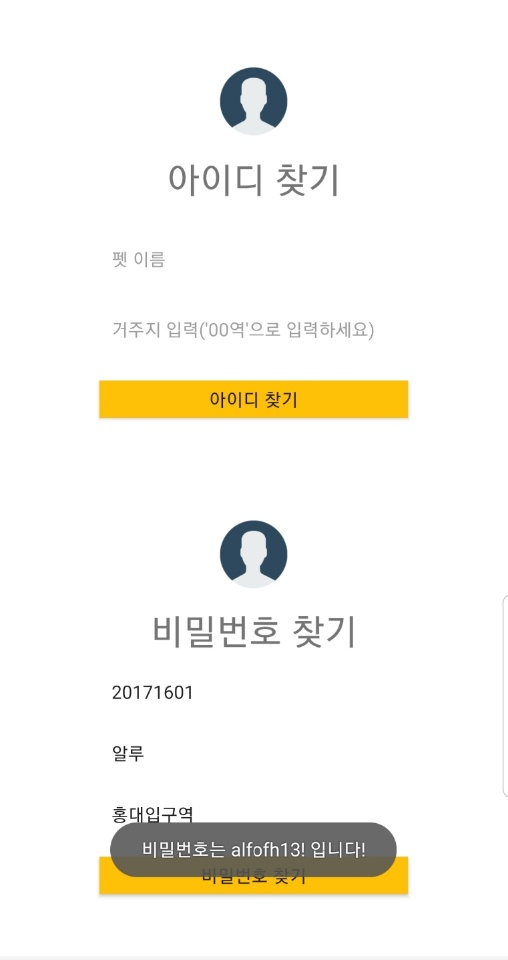 아이디 찾기
펫 이름
거주지 입력('00역'으로 입력하세요)
아이디 찾기
비밀번호 찾기
20171601
알루
홍대입구역
비밀번호는 alfofh13! 입니다!
비밀번호 찾기